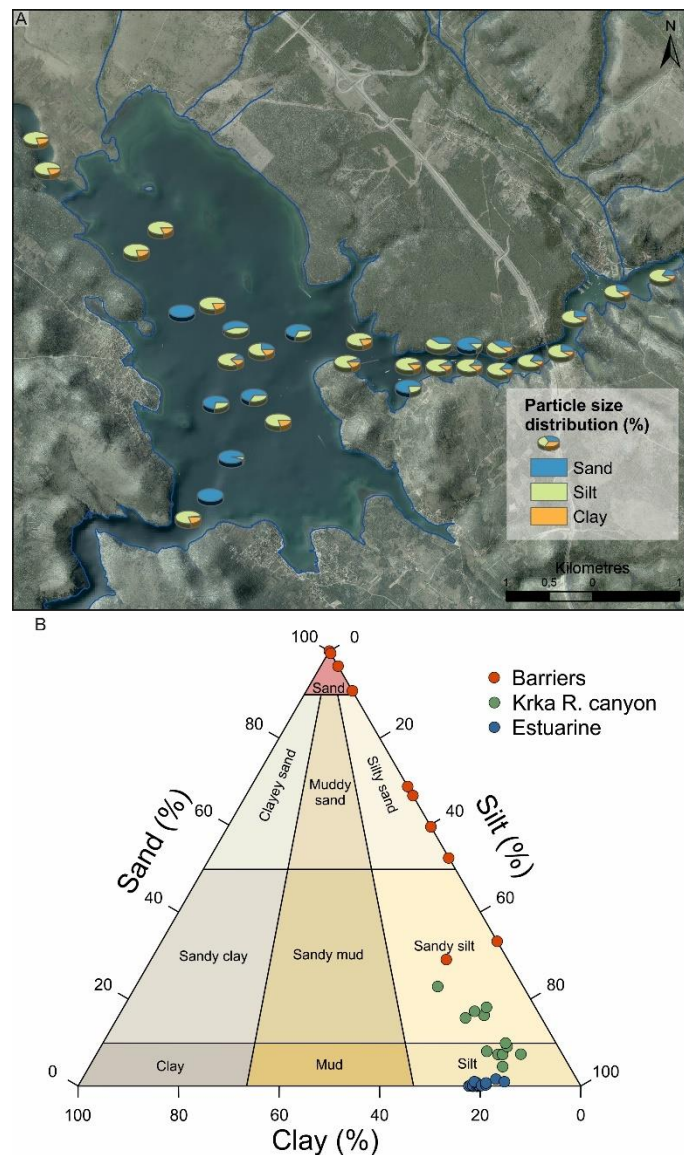 A
N
Particle size
distribution (%)
Sand
Silt
Clay
Kilometres
1 0,5 0 1
B
100 0
Barriers
Krka R. canyon
Estuarine
Sand
80 20
Clayey sand
Muddy
sand
Silty sand
60 40
Sand (%)
Silt (%)
40 60
Sandy clay
Sandy mud
Sandy silt
20 80
Clay
Mud
Silt
0 100
100 80 60 40 20 0
Clay (%)